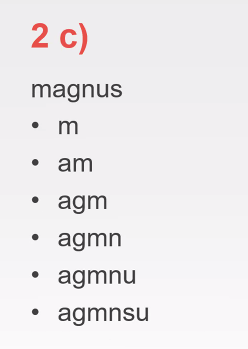 2 c)
magnus
• m
• am
• agm
• agmn
• agmnu
• agmnsu